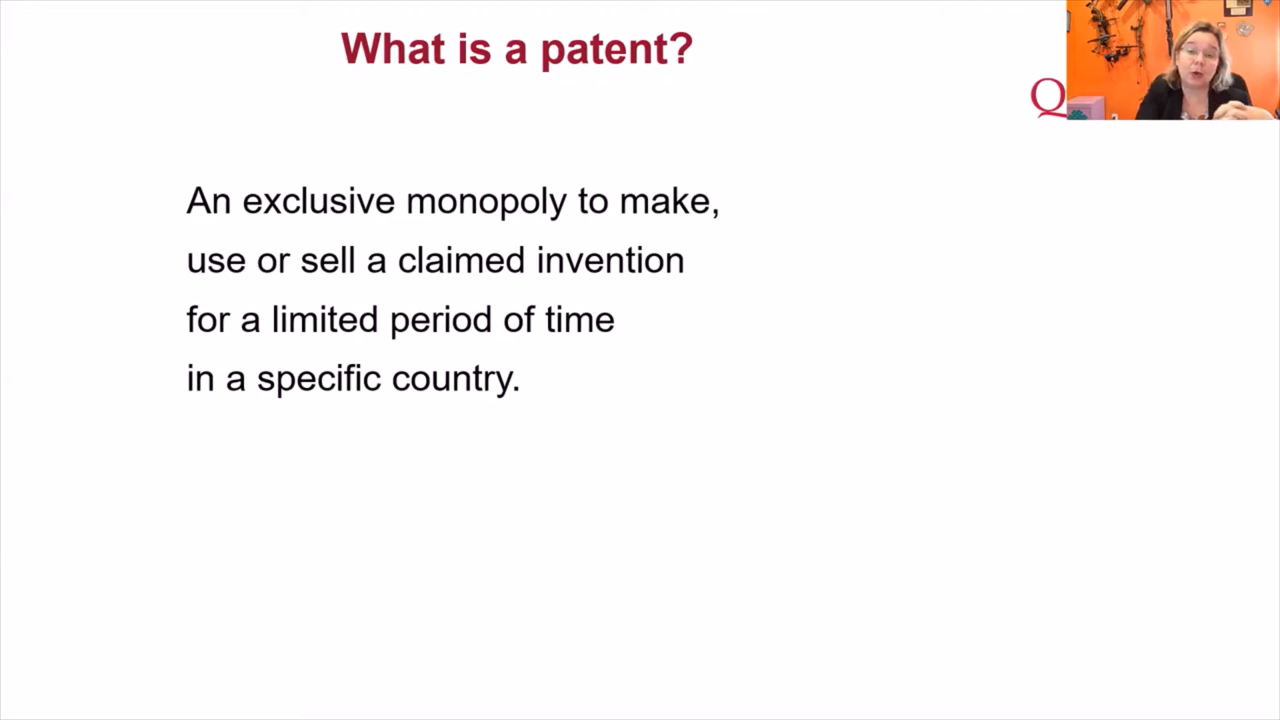 What is a patent?
Q
An exclusive monopoly to make,
use or sell a claimed invention
for a limited period of time
in a specific country.